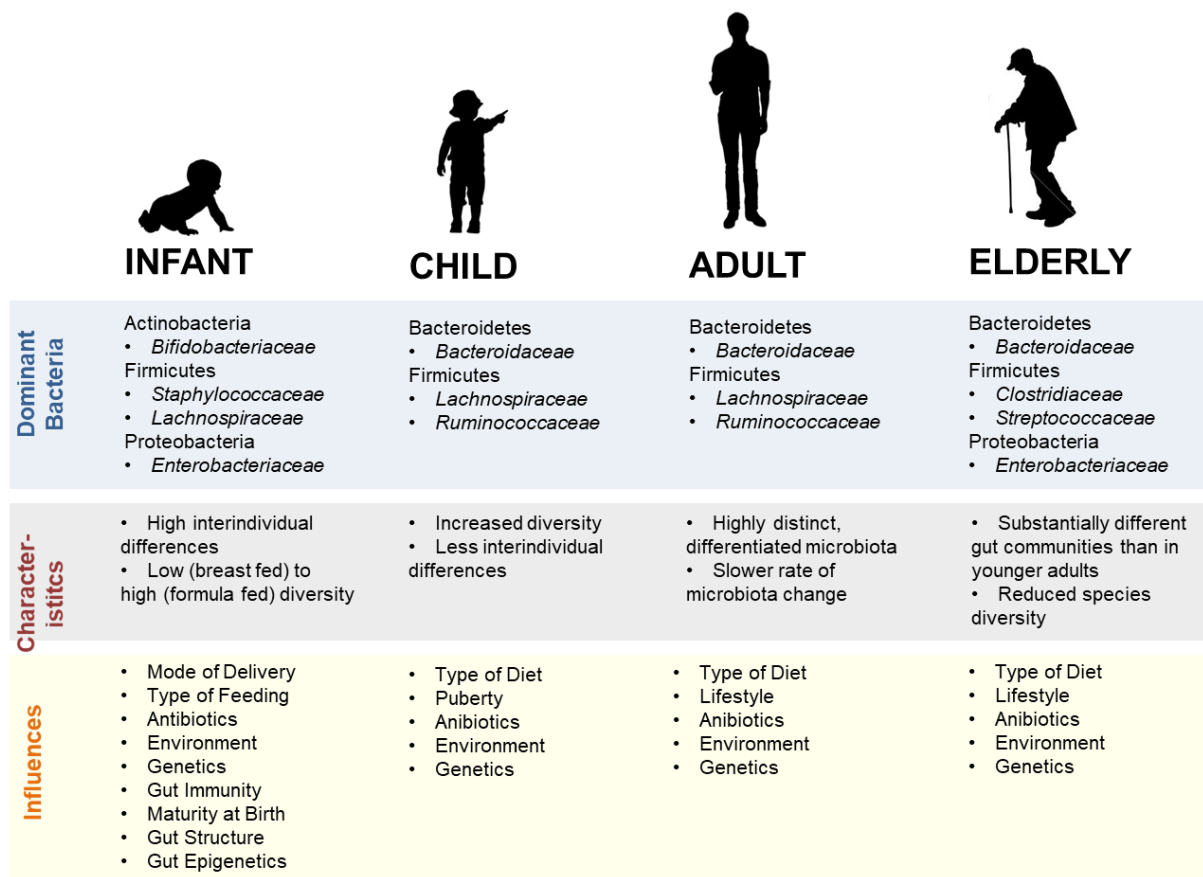 INFANT
CHILD
ADULT
ELDERLY
Dominant
Bacteria
Actinobacteria
• Bifidobacteriaceae
Firmicutes
• Staphylococcaceae
• Lachnospiraceae
Proteobacteria
• Enterobacteriaceae
Bacteroidetes
• Bacteroidaceae
Firmicutes
• Lachnospiraceae
• Ruminococcaceae
Bacteroidetes
• Bacteroidaceae
Firmicutes
• Lachnospiraceae
• Ruminococcaceae
Bacteroidetes
• Bacteroidaceae
Firmicutes
• Clostridiaceae
• Streptococcaceae
Proteobacteria
• Enterobacteriaceae
Character-
istitcs
• High interindividual
differences
• Low (breast fed) to
high (formula fed) diversity
• Increased diversity
• Less interindividual
differences
• Highly distinct,
differentiated microbiota
• Slower rate of
microbiota change
• Substantially different
gut communities than in
younger adults
• Reduced species
diversity
Influences
• Mode of Delivery
• Type of Feeding
• Antibiotics
• Environment
• Genetics
• Gut Immunity
• Maturity at Birth
• Gut Structure
• Gut Epigenetics
• Type of Diet
• Puberty
• Anibiotics
• Environment
• Genetics
• Type of Diet
• Lifestyle
• Anibiotics
• Environment
• Genetics
• Type of Diet
• Lifestyle
• Anibiotics
• Environment
• Genetics